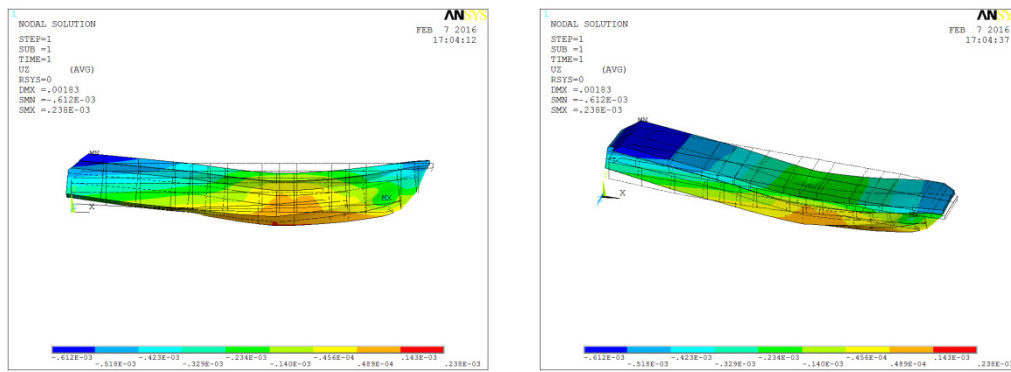 1
NODAL SOLUTION
STEP=1
SUB =1
TIME=1
UZ (AVG)
RSYS=0
DMX =.00183
SMN =-.612E-03
SMX =.238E-03
ANSYS
FEB 7 2016
17:04:12
MN
X
MX
-.612E-03 -.423E-03 -.234E-03 -.456E-04 .143E-03
-.518E-03 -.329E-03 -.140E-03 .489E-04 .238E-03
1
NODAL SOLUTION
STEP=1
SUB =1
TIME=1
UZ (AVG)
RSYS=0
DMX =.00183
SMN =-.612E-03
SMX =.238E-03
ANSYS
FEB 7 2016
17:04:37
MN
X
MX
-.612E-03 -.423E-03 -.234E-03 -.456E-04 .143E-03
-.518E-03 -.329E-03 -.140E-03 .489E-04 .238E-03